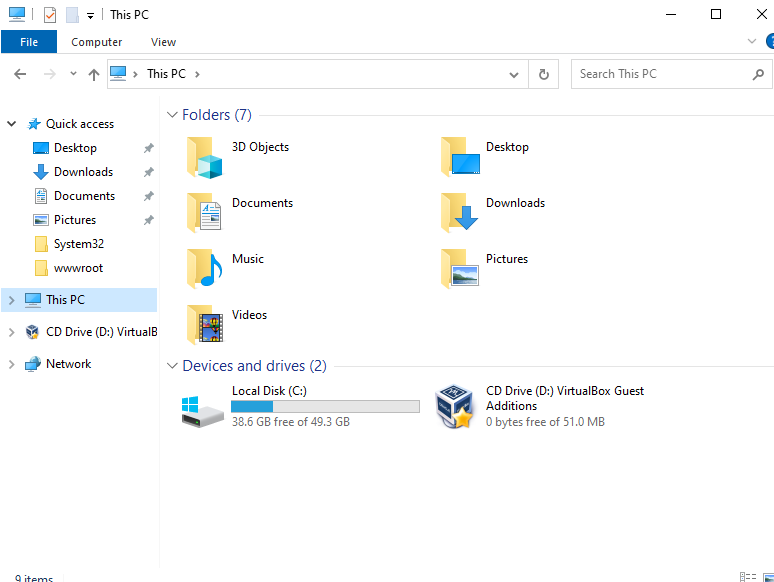 This PC
File
Computer
View
This PC
Search This PC
Quick access
Desktop
Downloads
Documents
Pictures
System32
wwwroot
This PC
CD Drive (D:) VirtualB
Network
Folders (7)
3D Objects
Desktop
Documents
Downloads
Music
Pictures
Videos
Devices and drives (2)
Local Disk (C:)
38.6 GB free of 49.3 GB
CD Drive (D:) VirtualBox Guest
Additions
0 bytes free of 51.0 MB
9 items